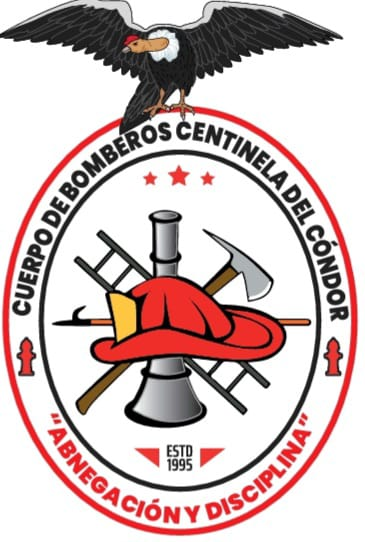 CUERPO DE BOMBEROS CENTINELA DEL CÓNDOR
ESTD
1995
"ABNEGACIÓN Y DISCIPLINA"